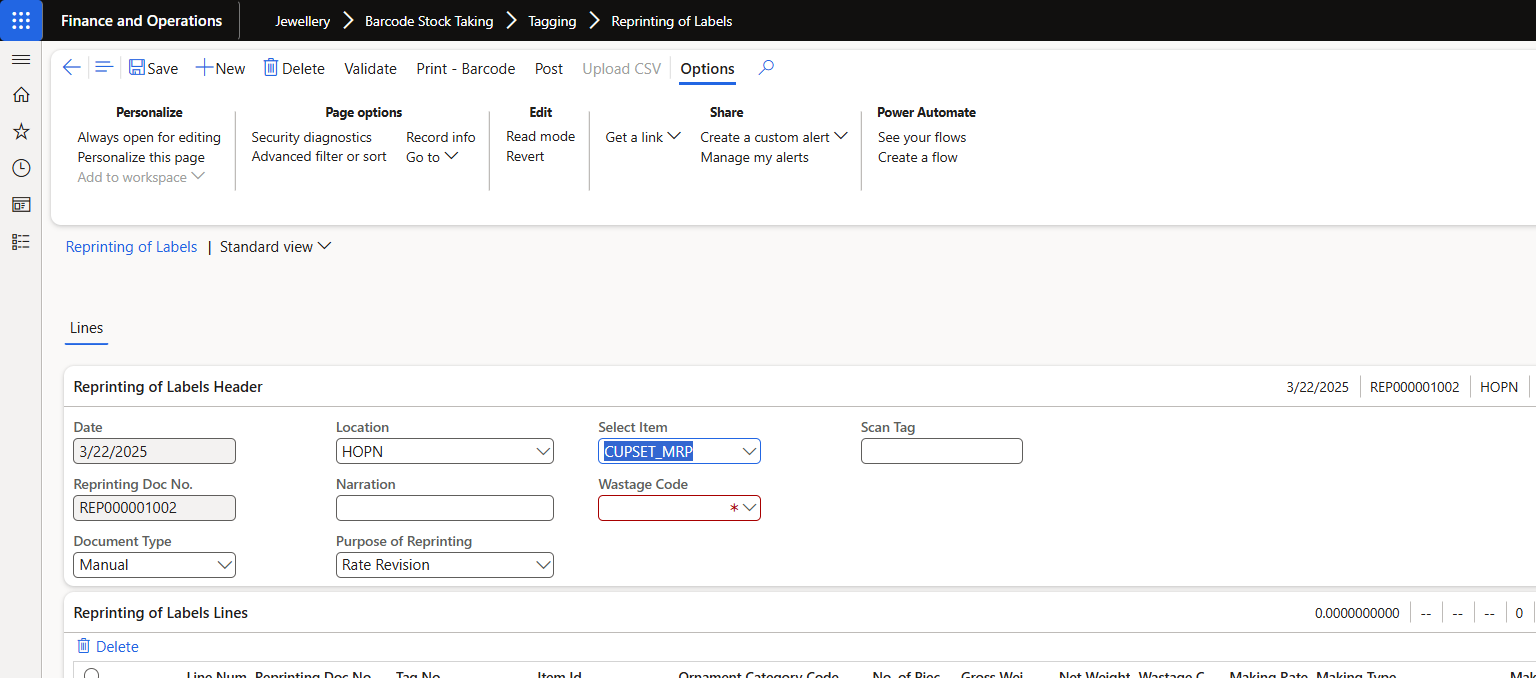 Finance and Operations Jewellery Barcode Stock Taking Tagging Reprinting of Labels
Save New Delete Validate Print - Barcode Post Upload CSV Options
Personalize Page options Edit Share Power Automate
Always open for editing Security diagnostics Record info Read mode Get a link Create a custom alert See your flows
Personalize this page Advanced filter or sort Go to Revert Manage my alerts Create a flow
Add to workspace
Reprinting of Labels | Standard view
Lines
Reprinting of Labels Header 3/22/2025 REP000001002 HOPN
Date Location Select Item Scan Tag
3/22/2025 HOPN CUPSET_MRP
Reprinting Doc No. Narration Wastage Code
REP000001002 *
Document Type Purpose of Reprinting
Manual Rate Revision
Reprinting of Labels Lines 0.0000000000 -- -- -- 0
Delete
Line Num Reprinting Doc No Tag No Item Id Ornament Category Code No. of Piec Gross Wei Net Weight Wastage C Making Rate Making Type